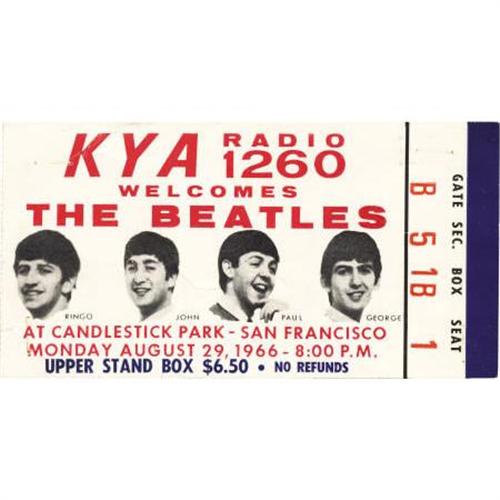 KYA RADIO 1260
WELCOMES
THE BEATLES
RINGO
JOHN
PAUL
GEORGE
AT CANDLESTICK PARK - SAN FRANCISCO
MONDAY AUGUST 29, 1966 - 8:00 P.M.
UPPER STAND BOX $6.50 • NO REFUNDS
GATE SEC. BOX SEAT
B 5 1B 1